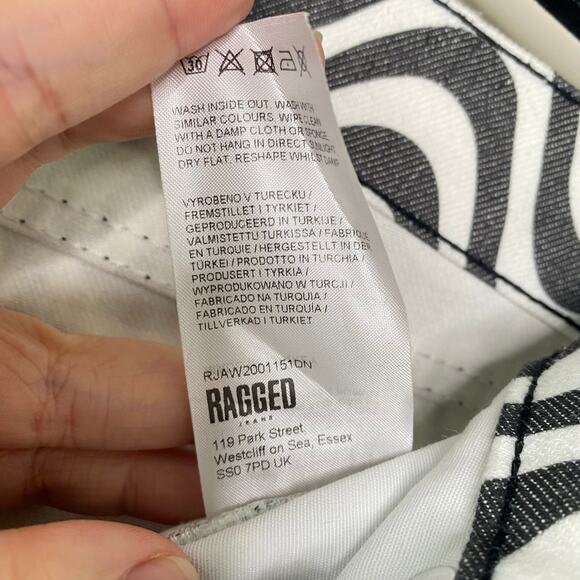 30
WASH INSIDE OUT. WASH WITH
SIMILAR COLOURS, WIPE CLEAN
WITH A DAMP CLOTH OR SPONGE.
DO NOT HANG IN DIRECT SUNLIGHT
DRY FLAT. RESHAPE WHILST DAMP
VYROBENO V TURECKU /
FREMSTILLET I TYRKIET /
GEPRODUCEERD IN TURKIJE /
VALMISTETTU TURKISSA / FABRIQUÉ
EN TURQUIE / HERGESTELLT IN DER
TÜRKEI / PRODOTTO IN TURCHIA /
PRODUSERT I TYRKIA /
WYPRODUKOWANO W TURCJI /
FABRICADO NA TURQUIA /
FABRICADO EN TURQUÍA /
TILLVERKAD I TURKIET
RJAW2001151DN
RAGGED
JEANS
119 Park Street
Westcliff on Sea, Essex
SS0 7PD UK